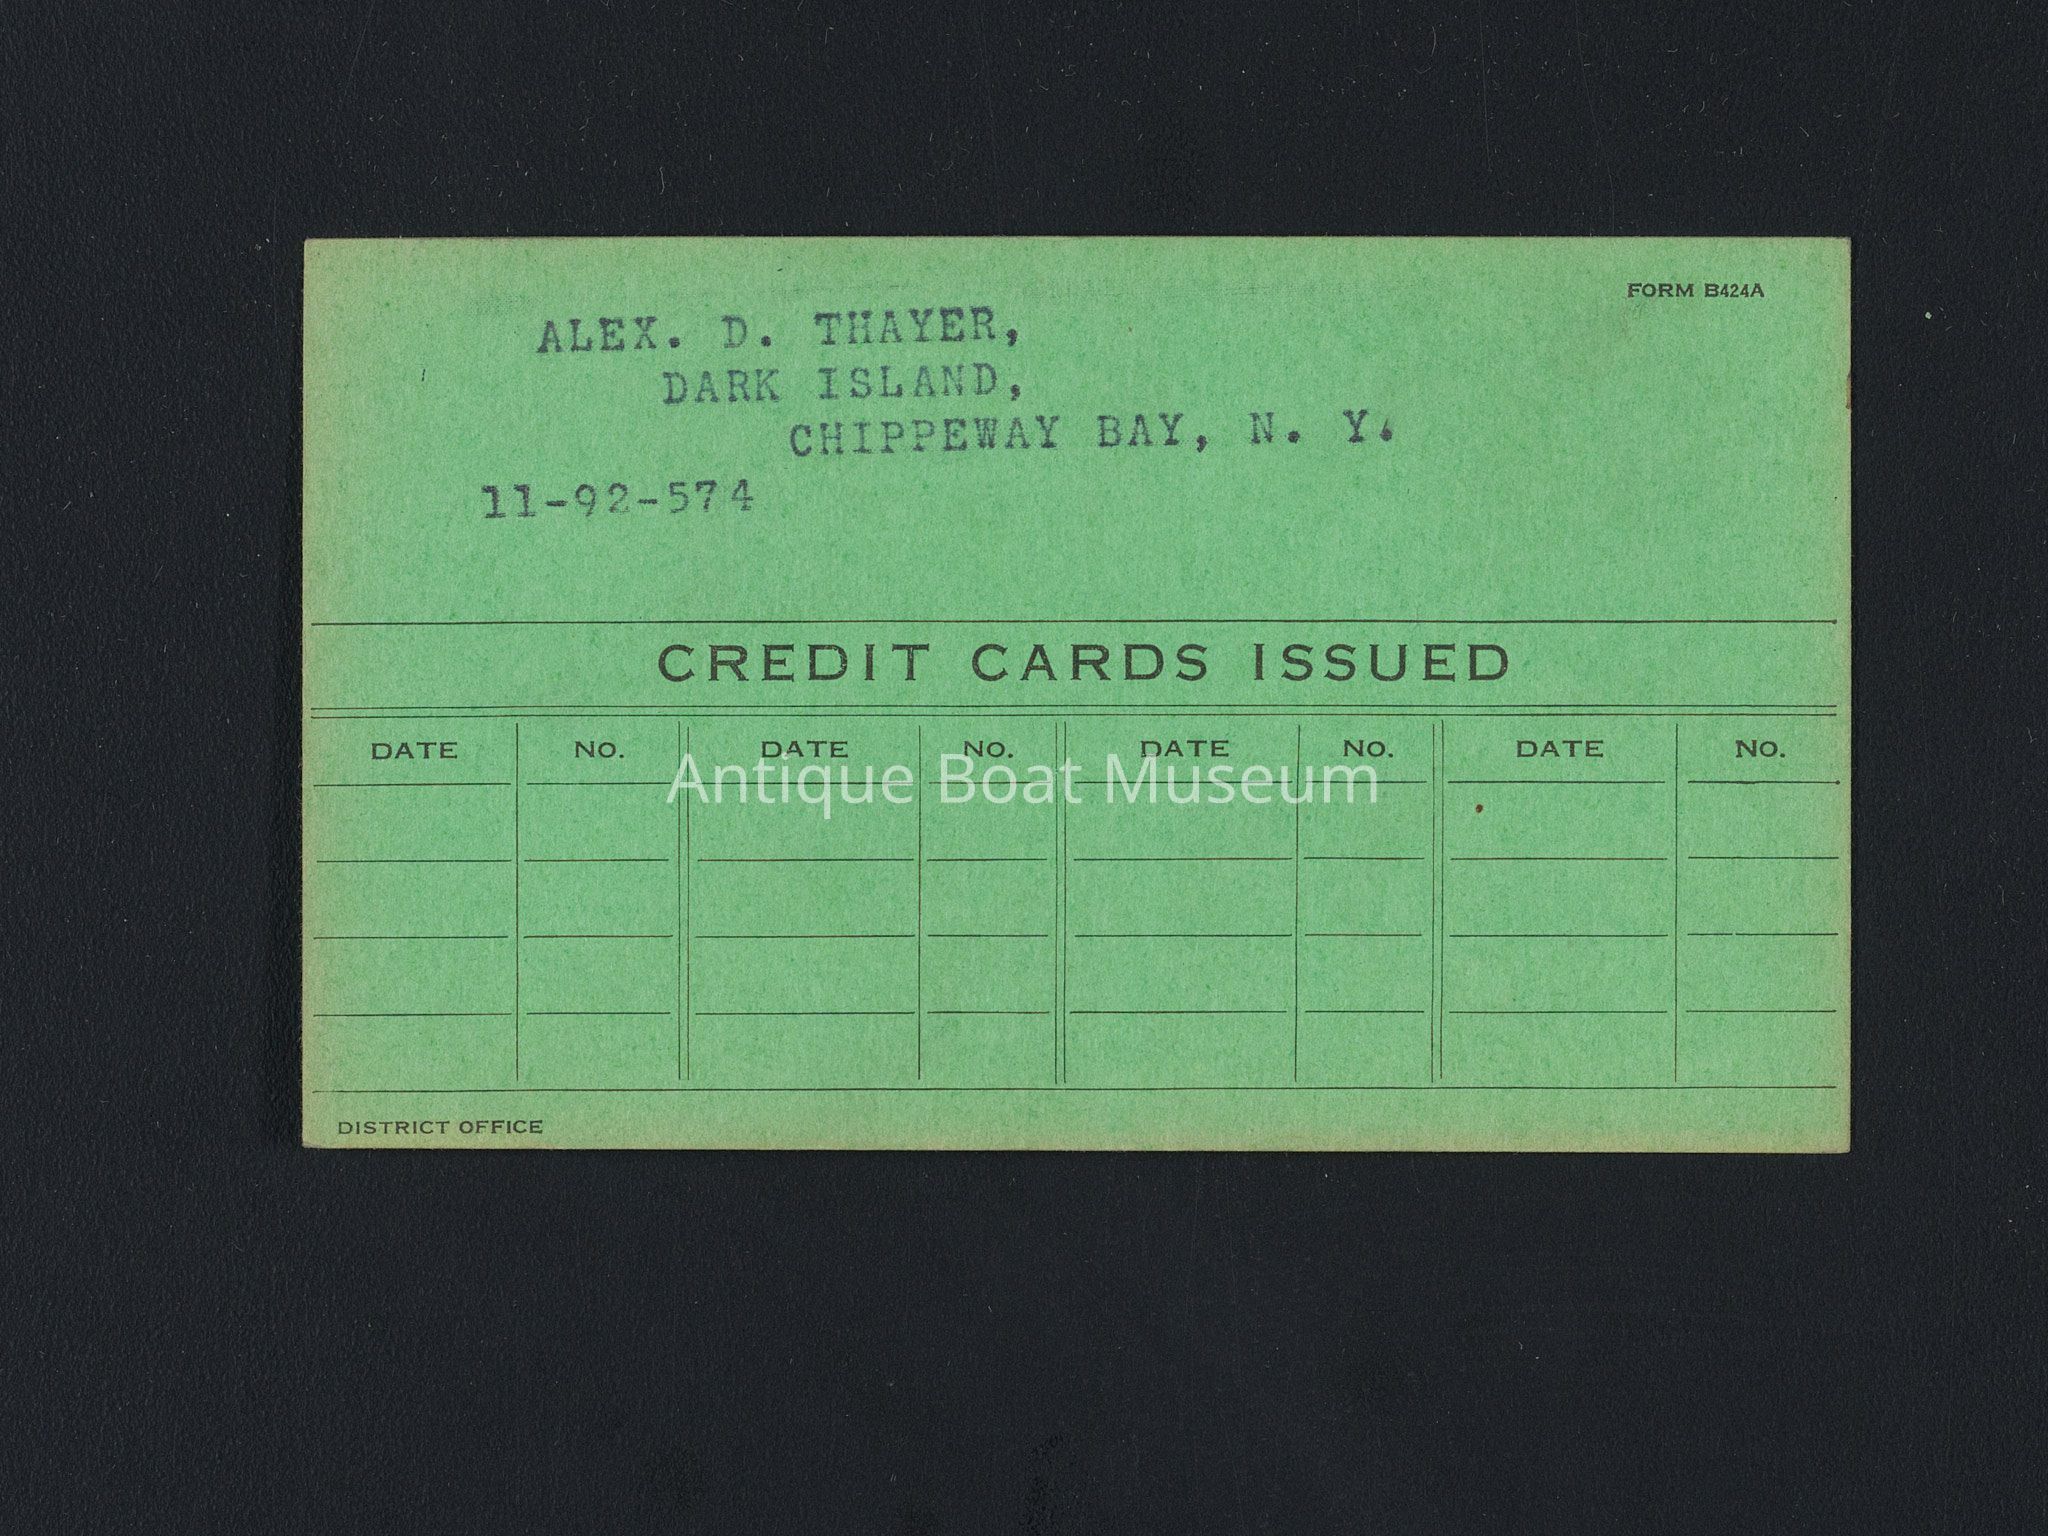 FORM B424A
ALEX. D. THAYER,
DARK ISLAND,
CHIPPEWAY BAY, N. Y.
11-92-574
CREDIT CARDS ISSUED
DATE NO. DATE NO. DATE NO. DATE NO.
Antique Boat Museum
DISTRICT OFFICE